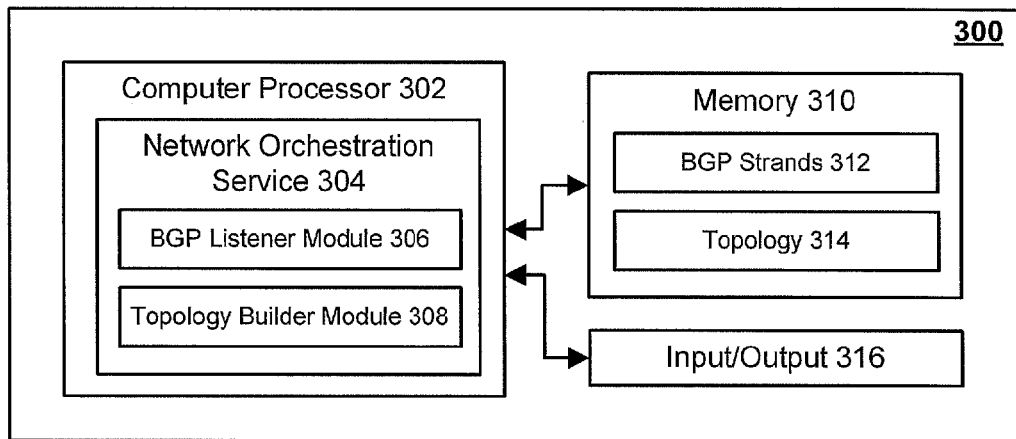 300
Computer Processor 302
Network Orchestration
Service 304
BGP Listener Module 306
Topology Builder Module 308
Memory 310
BGP Strands 312
Topology 314
Input/Output 316